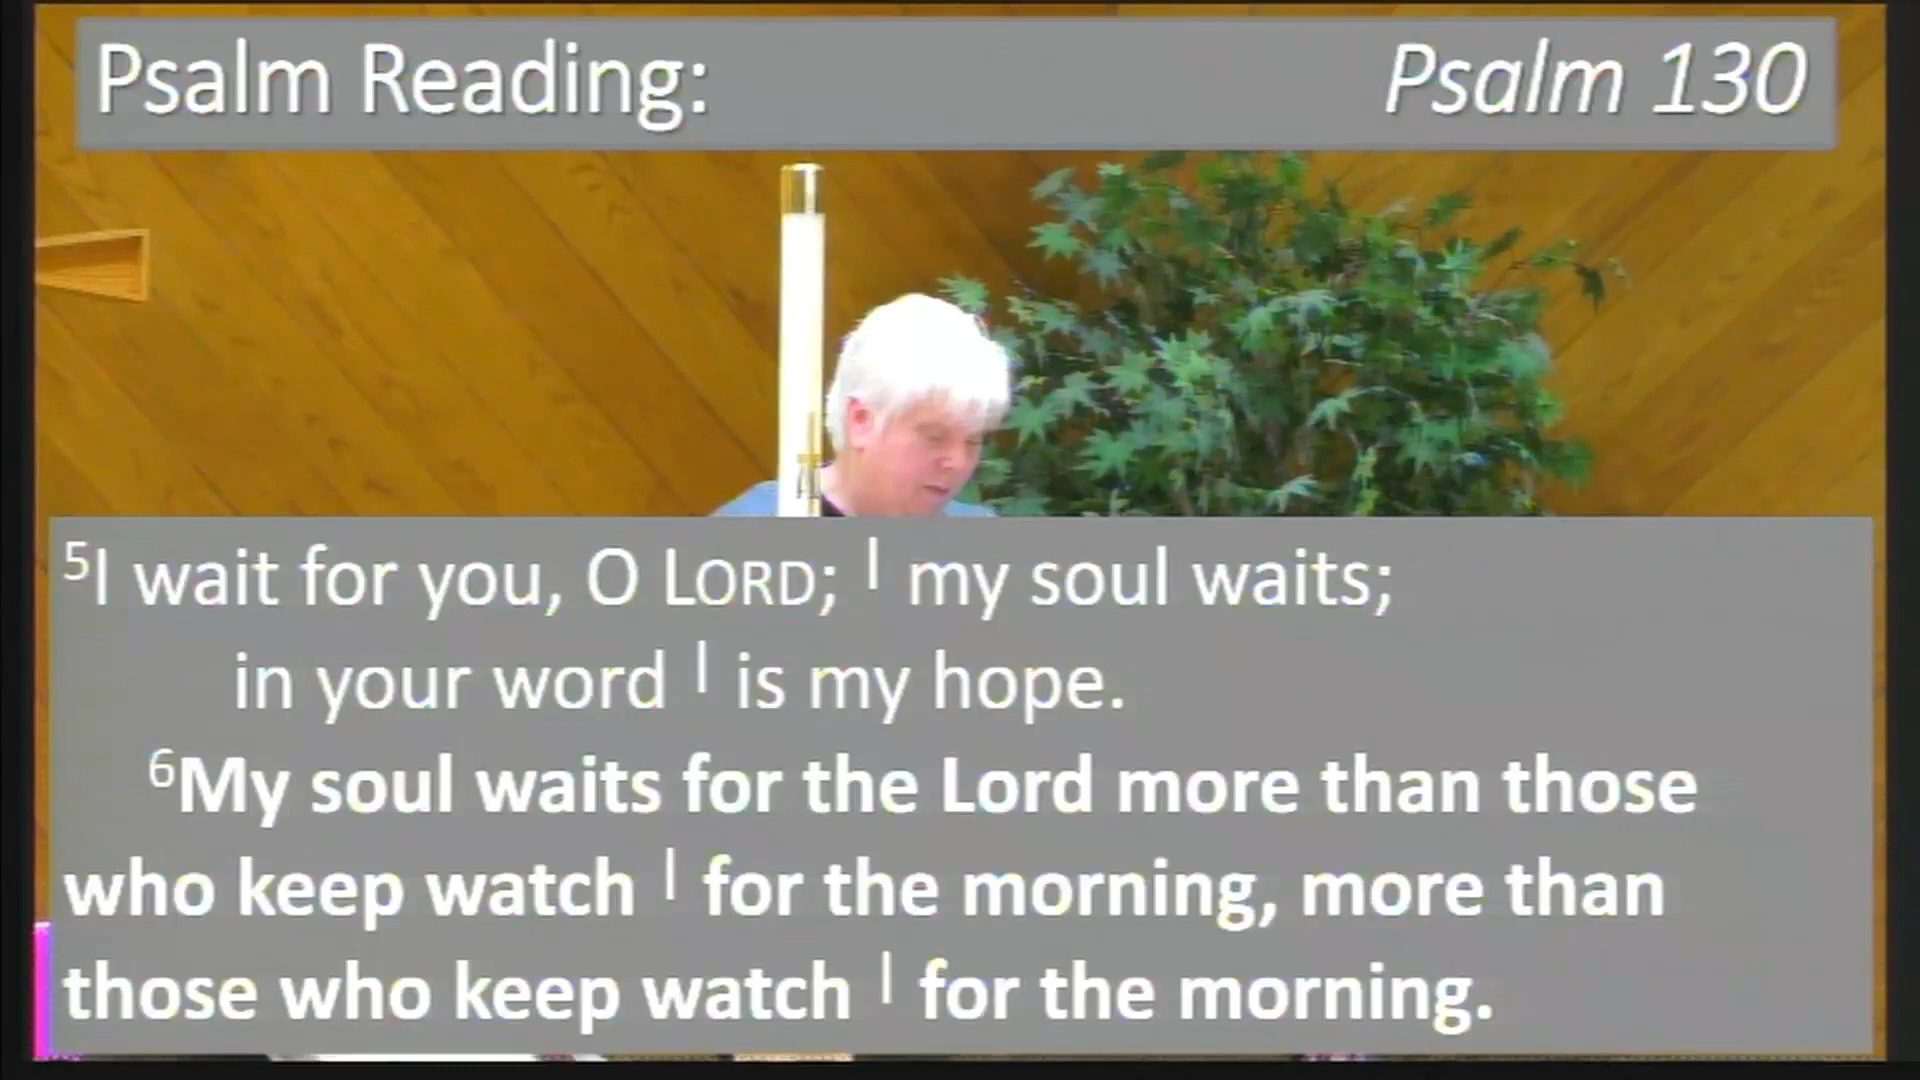 Psalm Reading: Psalm 130
5I wait for you, O LORD; | my soul waits;
in your word | is my hope.
6My soul waits for the Lord more than those
who keep watch | for the morning, more than
those who keep watch | for the morning.